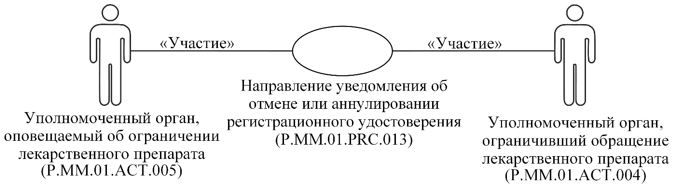 «Участие»
«Участие»
Уполномоченный орган,
оповещаемый об ограничении
лекарственного препарата
(P.MM.01.ACT.005)
Направление уведомления об
отмене или аннулировании
регистрационного удостоверения
(P.MM.01.PRC.013)
Уполномоченный орган,
ограничивший обращение
лекарственного препарата
(P.MM.01.ACT.004)